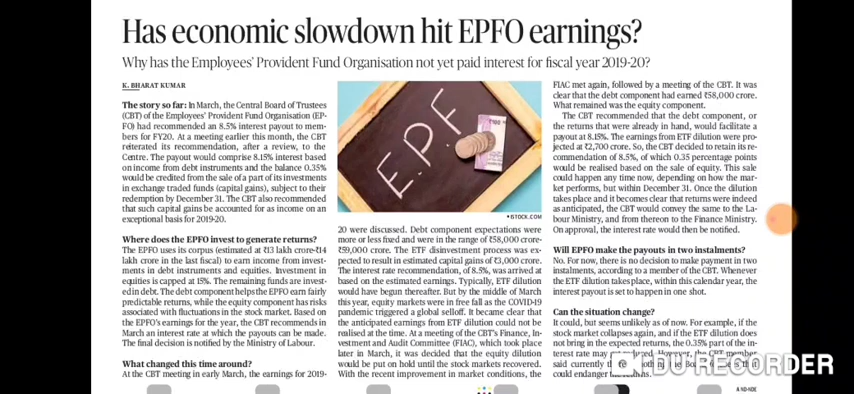 Has economic slowdown hit EPFO earnings?
Why has the Employees' Provident Fund Organisation not yet paid interest for fiscal year 2019-20?
K. BHARAT KUMAR
The story so far: In March, the Central Board of Trustees
(CBT) of the Employees' Provident Fund Organisation (EP-
FO) had recommended an 8.5% interest payout to mem-
bers for FY20. At a meeting earlier this month, the CBT
reiterated its recommendation, after a review, to the
Centre. The payout would comprise 8.15% interest based
on income from debt instruments and the balance 0.35%
would be credited from the sale of a part of its investments
in exchange traded funds (capital gains), subject to their
redemption by December 31. The CBT also recommended
that such capital gains be accounted for as income on an
exceptional basis for 2019-20.
Where does the EPFO invest to generate returns?
The EPFO uses its corpus (estimated at ₹13 lakh crore-₹14
lakh crore in the last fiscal) to earn income from invest-
ments in debt instruments and equities. Investment in
equities is capped at 15%. The remaining funds are invest-
ed in debt. The debt component helps the EPFO earn fairly
predictable returns, while the equity component has risks
associated with fluctuations in the stock market. Based on
the EPFO's earnings for the year, the CBT recommends in
March an interest rate at which the payouts can be made.
The final decision is notified by the Ministry of Labour.
What changed this time around?
At the CBT meeting in early March, the earnings for 2019-
EPF
100
ISTOCK.COM
20 were discussed. Debt component expectations were
more or less fixed and were in the range of ₹58,000 crore-
₹59,000 crore. The ETF disinvestment process was ex-
pected to result in estimated capital gains of ₹3,000 crore.
The interest rate recommendation, of 8.5%, was arrived at
based on the estimated earnings. Typically, ETF dilution
would have begun thereafter. But by the middle of March
this year, equity markets were in free fall as the COVID-19
pandemic triggered a global selloff. It became clear that
the anticipated earnings from ETF dilution could not be
realised at the time. At a meeting of the CBT's Finance, In-
vestment and Audit Committee (FIAC), which took place
later in March, it was decided that the equity dilution
would be put on hold until the stock markets recovered.
With the recent improvement in market conditions, the
FIAC met again, followed by a meeting of the CBT. It was
clear that the debt component had earned ₹58,000 crore.
What remained was the equity component.
The CBT recommended that the debt component, or
the returns that were already in hand, would facilitate a
payout at 8.15%. The earnings from ETF dilution were pro-
jected at ₹2,700 crore. So, the CBT decided to retain its re-
commendation of 8.5%, of which 0.35 percentage points
would be realised based on the sale of equity. This sale
could happen any time now, depending on how the mar-
ket performs, but within December 31. Once the dilution
takes place and it becomes clear that returns were indeed
as anticipated, the CBT would convey the same to the La-
bour Ministry, and from thereon to the Finance Ministry.
On approval, the interest rate would then be notified.
Will EPFO make the payouts in two instalments?
No. For now, there is no decision to make payment in two
instalments, according to a member of the CBT. Whenever
the ETF dilution takes place, within this calendar year, the
interest payout is set to happen in one shot.
Can the situation change?
It could, but seems unlikely as of now. For example, if the
stock market collapses again, and if the ETF dilution does
not bring in the expected returns, the 0.35% part of the in-
terest rate may However, the CBT member
said currently
could endanger
DU RECORDER